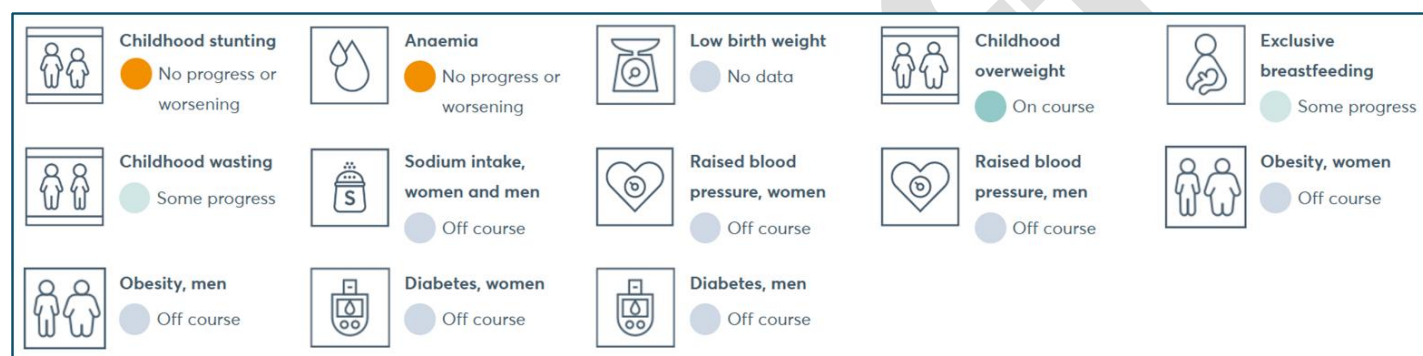 Childhood stunting
No progress or
worsening
Anaemia
No progress or
worsening
Low birth weight
No data
Childhood
overweight
On course
Exclusive
breastfeeding
Some progress
Childhood wasting
Some progress
Sodium intake,
women and men
S
Off course
Raised blood
pressure, women
Off course
Raised blood
pressure, men
Off course
Obesity, women
Off course
Obesity, men
Off course
Diabetes, women
Off course
Diabetes, men
Off course